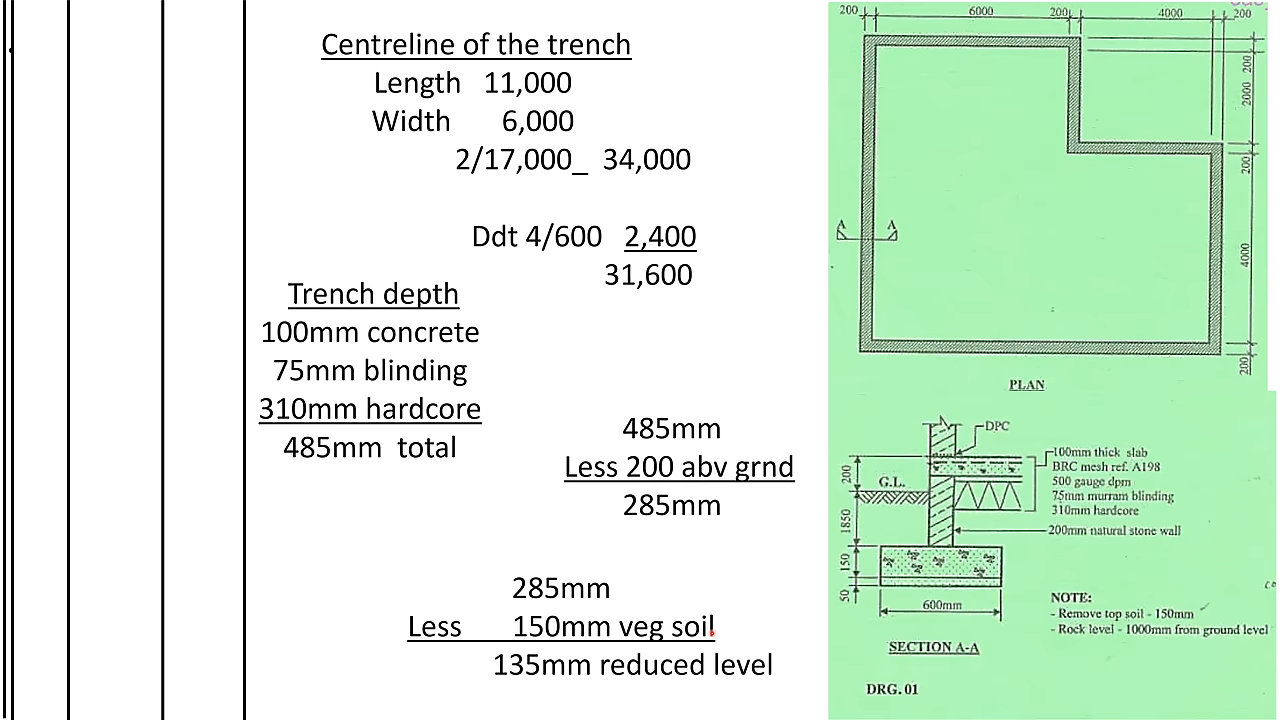 Centreline of the trench
Length 11,000
Width 6,000
2/17,000_ 34,000
Ddt 4/600 2,400
31,600
Trench depth
100mm concrete
75mm blinding
310mm hardcore
485mm total
485mm
Less 200 abv grnd
285mm
285mm
Less 150mm veg soil
135mm reduced level
200 6000 200 4000 200
200
2000
200
4000
200
A A
PLAN
DPC
100mm thick slab
BRC mesh ref. A198
500 gauge dpm
75mm murram blinding
310mm hardcore
200mm natural stone wall
G.L.
200
1850
150
50
600mm
SECTION A-A
NOTE:
- Remove top soil - 150mm
- Rock level - 1000mm from ground level
DRG. 01